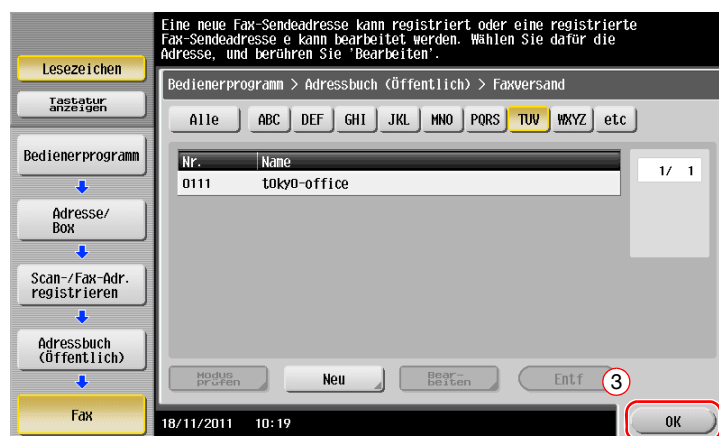 Eine neue Fax-Sendeadresse kann registriert oder eine registrierte
Fax-Sendeadresse e kann bearbeitet werden. Wählen Sie dafür die
Adresse, und berühren Sie 'Bearbeiten'.
Lesezeichen
Tastatur
anzeigen
Bedienerprogramm
Adresse/
Box
Scan-/Fax-Adr.
registrieren
Adressbuch
(Öffentlich)
Fax
Bedienerprogramm > Adressbuch (Öffentlich) > Faxversand
Alle ABC DEF GHI JKL MNO PQRS TUV WXYZ etc
Nr. Name
0111 tokyo-office
1/ 1
Modus
prüfen
Neu
Bear-
beiten
Entf
3
18/11/2011 10:19
OK